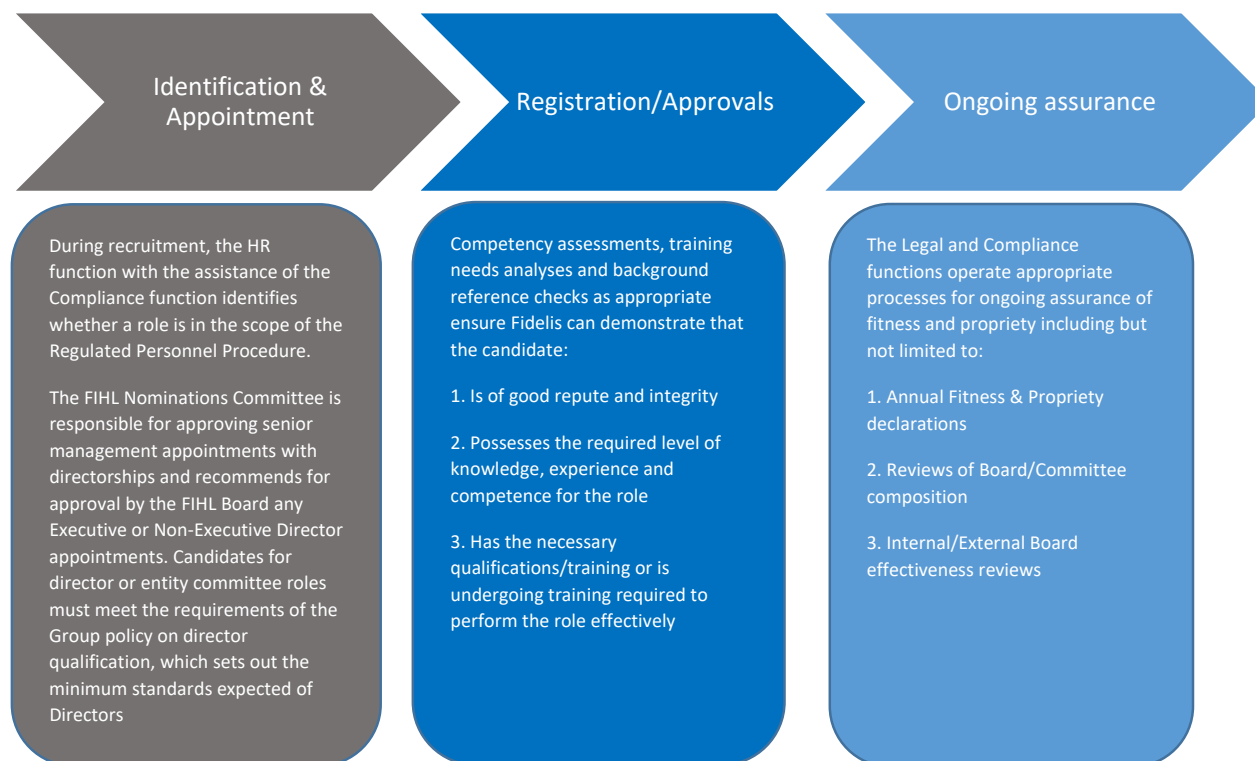 Identification &
Appointment
Registration/Approvals
Ongoing assurance
During recruitment, the HR
function with the assistance of the
Compliance function identifies
whether a role is in the scope of the
Regulated Personnel Procedure.
The FIHL Nominations Committee is
responsible for approving senior
management appointments with
directorships and recommends for
approval by the FIHL Board any
Executive or Non-Executive Director
appointments. Candidates for
director or entity committee roles
must meet the requirements of the
Group policy on director
qualification, which sets out the
minimum standards expected of
Directors
Competency assessments, training
needs analyses and background
reference checks as appropriate
ensure Fidelis can demonstrate that
the candidate:
1. Is of good repute and integrity
2. Possesses the required level of
knowledge, experience and
competence for the role
3. Has the necessary
qualifications/training or is
undergoing training required to
perform the role effectively
The Legal and Compliance
functions operate appropriate
processes for ongoing assurance of
fitness and propriety including but
not limited to:
1. Annual Fitness & Propriety
declarations
2. Reviews of Board/Committee
composition
3. Internal/External Board
effectiveness reviews